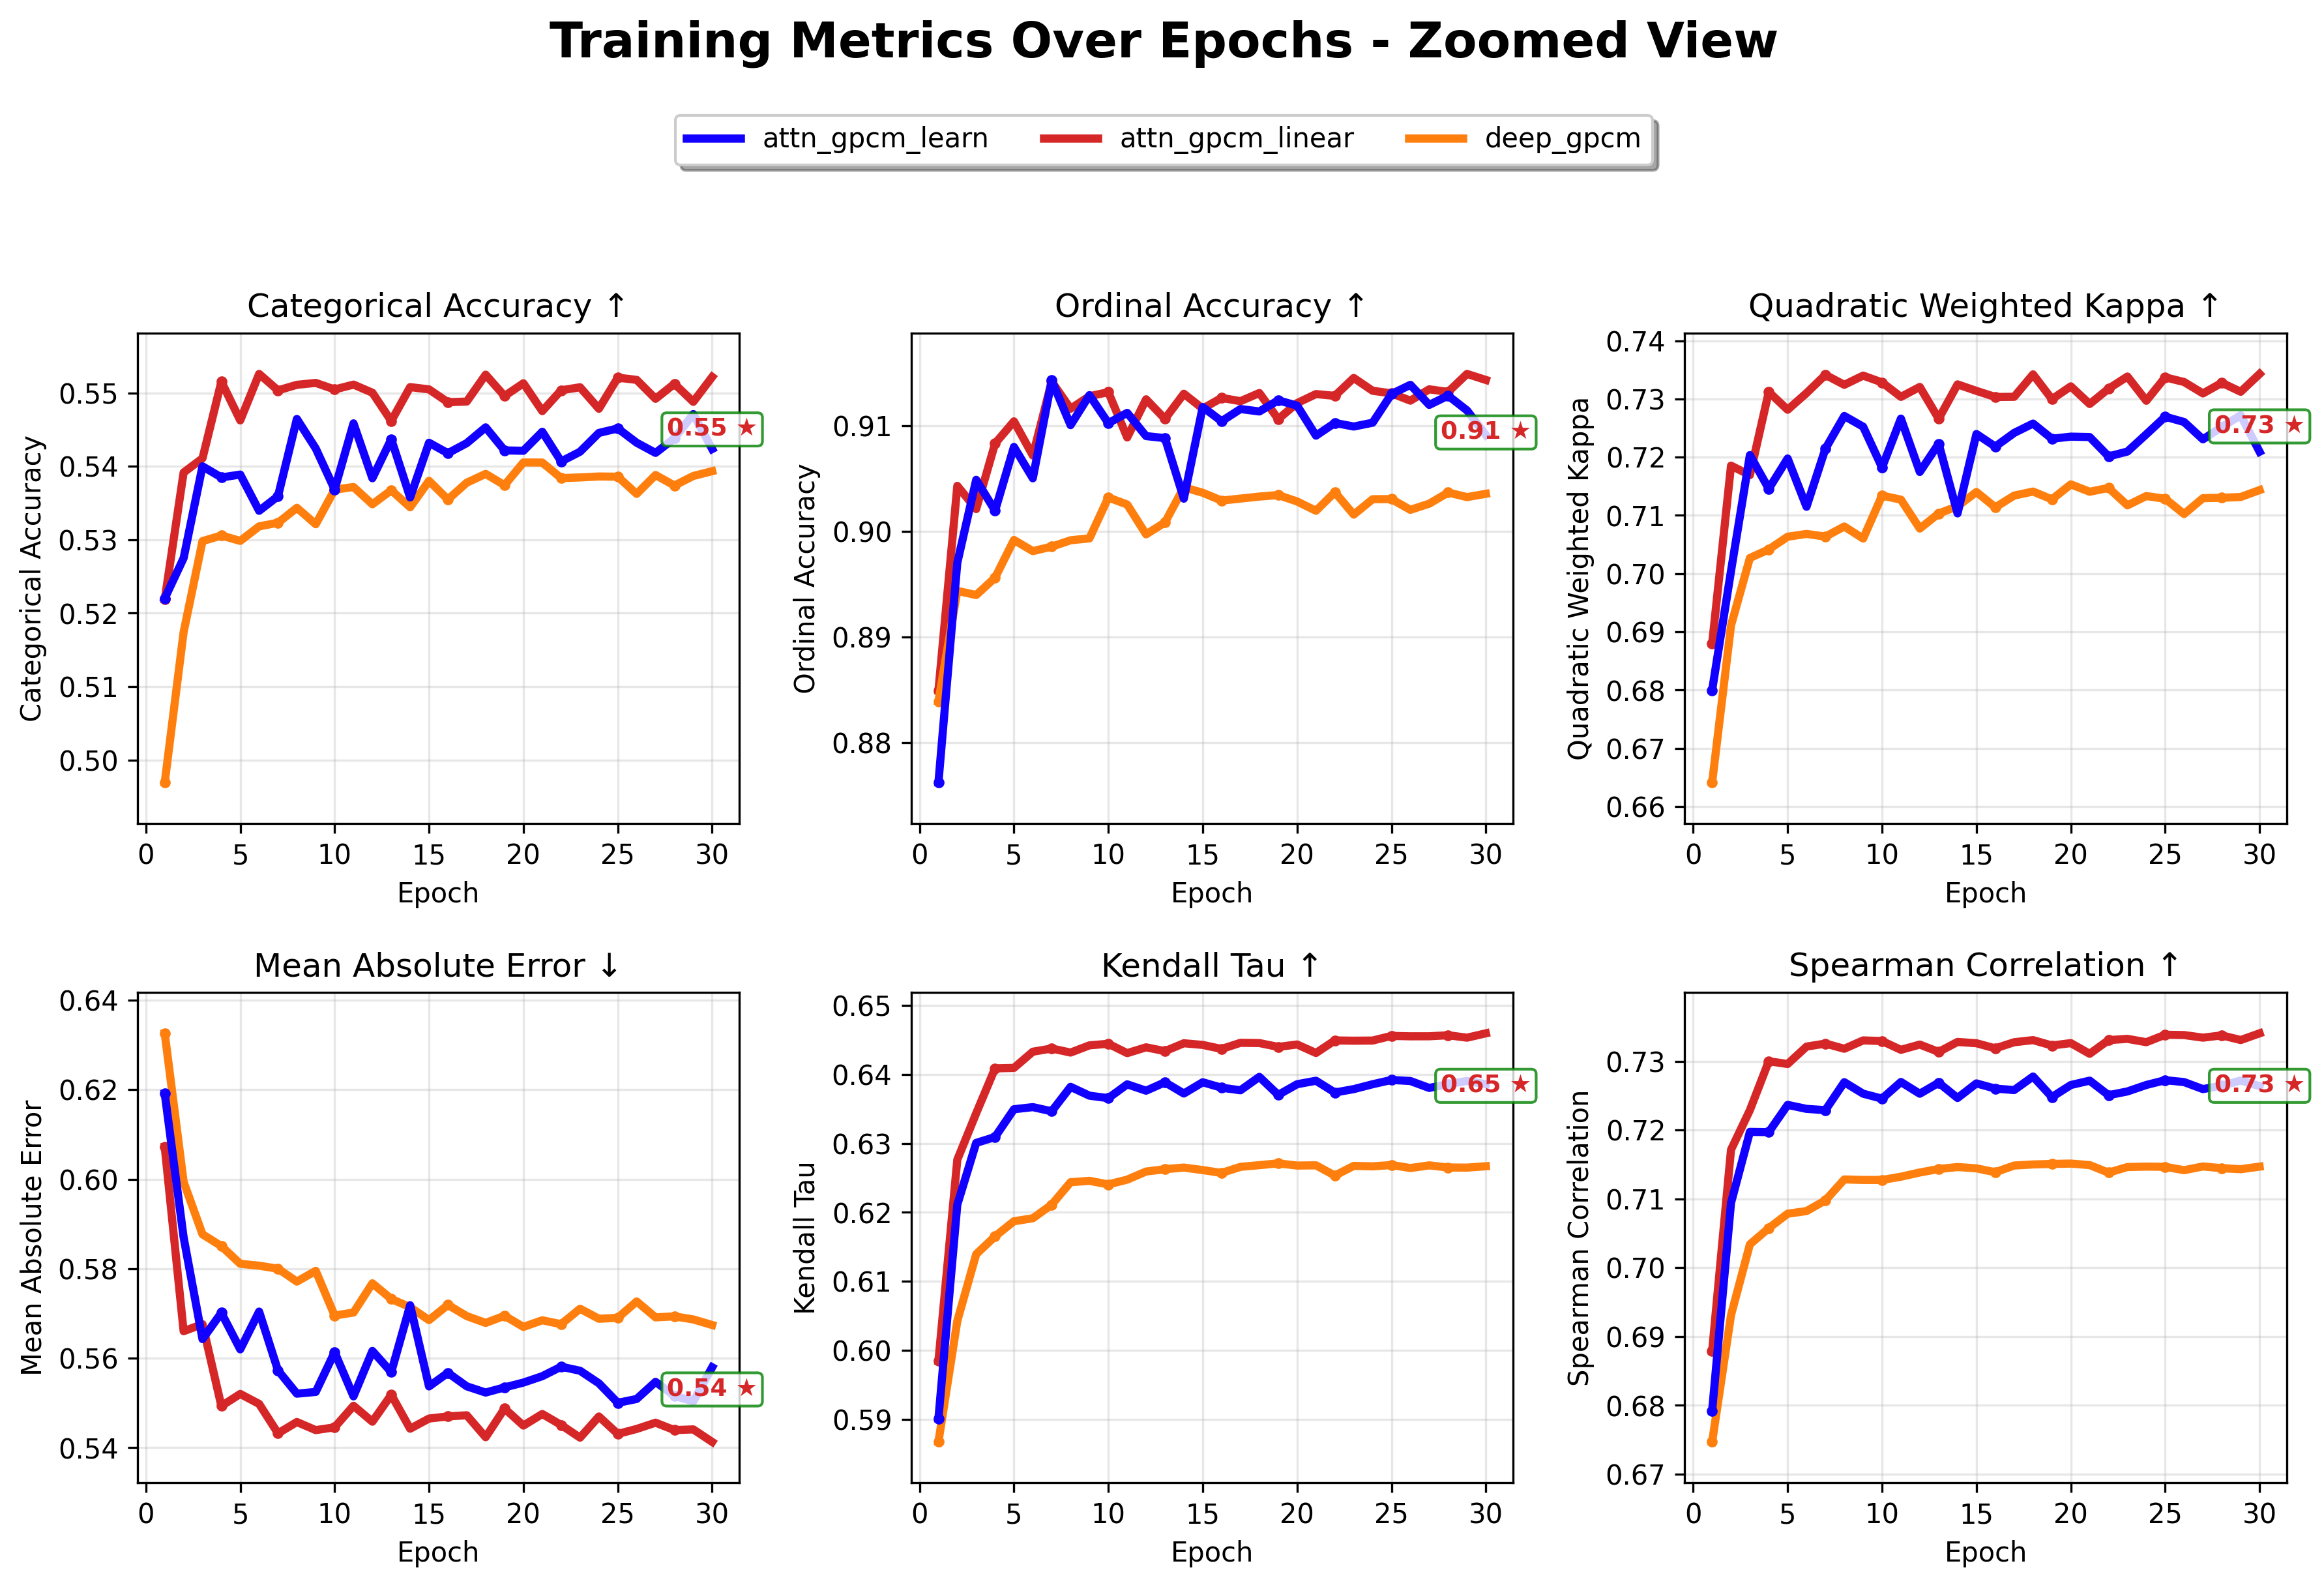 Training Metrics Over Epochs - Zoomed View
attn_gpcm_learn attn_gpcm_linear deep_gpcm
Categorical Accuracy ↑
Categorical Accuracy
0.55
0.54
0.53
0.52
0.51
0.50
0.55 ★
0 5 10 15 20 25 30
Epoch
Ordinal Accuracy ↑
Ordinal Accuracy
0.91
0.90
0.89
0.88
0.91 ★
0 5 10 15 20 25 30
Epoch
Quadratic Weighted Kappa ↑
Quadratic Weighted Kappa
0.74
0.73
0.72
0.71
0.70
0.69
0.68
0.67
0.66
0.73 ★
0 5 10 15 20 25 30
Epoch
Mean Absolute Error ↓
Mean Absolute Error
0.64
0.62
0.60
0.58
0.56
0.54
0.54 ★
0 5 10 15 20 25 30
Epoch
Kendall Tau ↑
Kendall Tau
0.65
0.64
0.63
0.62
0.61
0.60
0.59
0.65 ★
0 5 10 15 20 25 30
Epoch
Spearman Correlation ↑
Spearman Correlation
0.73
0.72
0.71
0.70
0.69
0.68
0.67
0.73 ★
0 5 10 15 20 25 30
Epoch